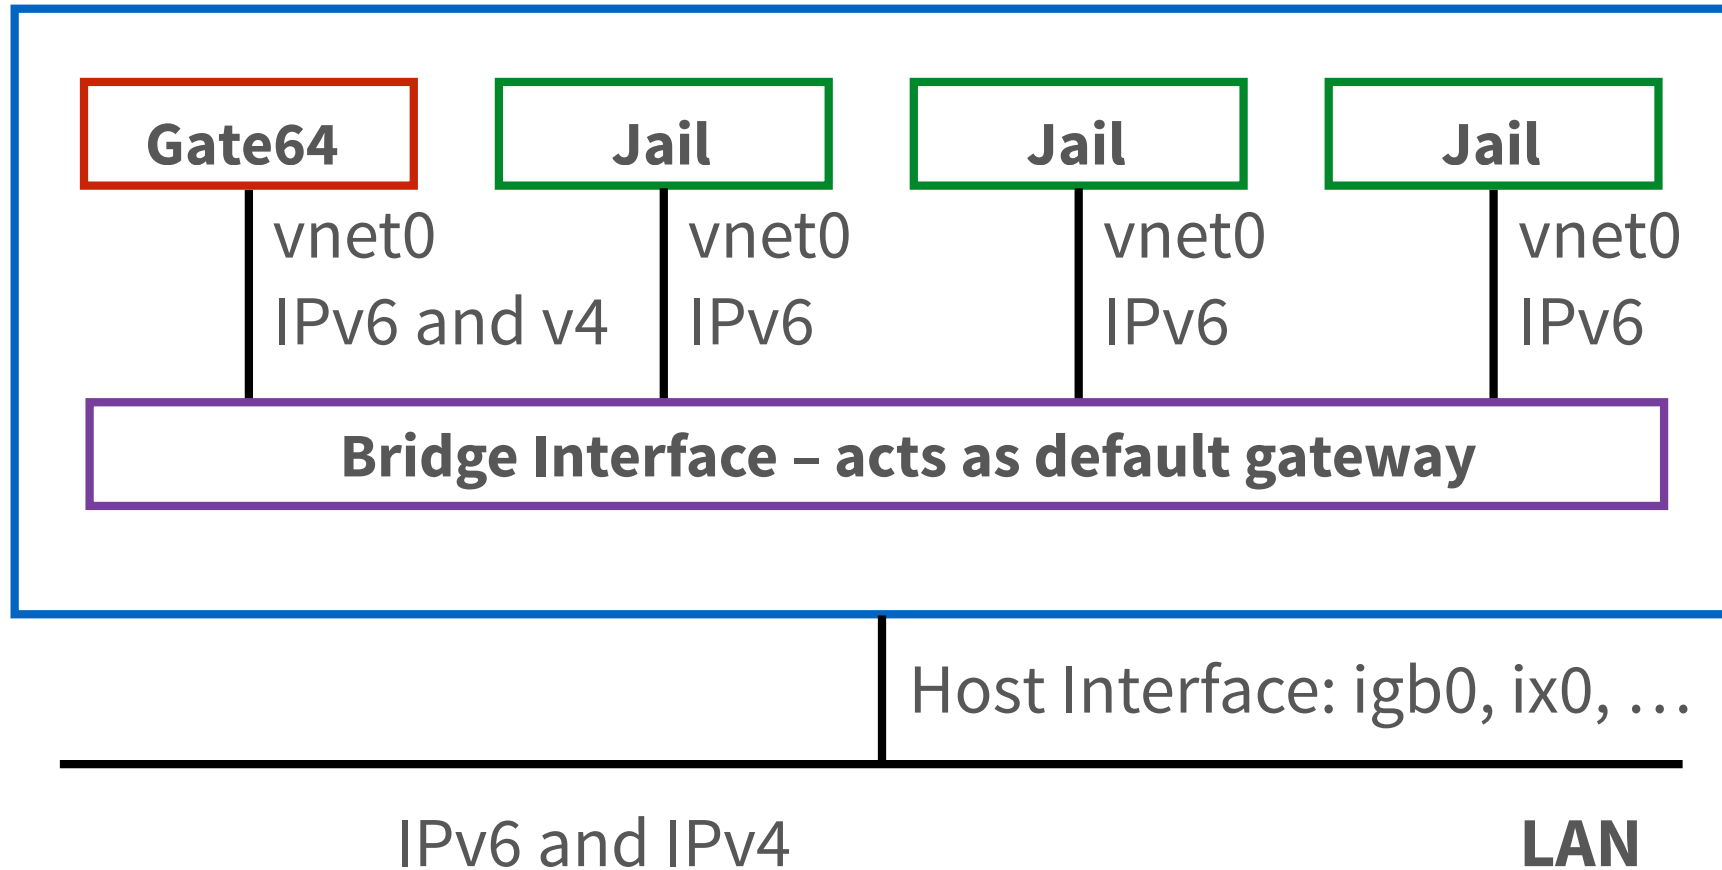 Gate64
Jail
Jail
Jail
vnet0
IPv6 and v4
vnet0
IPv6
vnet0
IPv6
vnet0
IPv6
Bridge Interface – acts as default gateway
Host Interface: igb0, ix0, …
IPv6 and IPv4
LAN